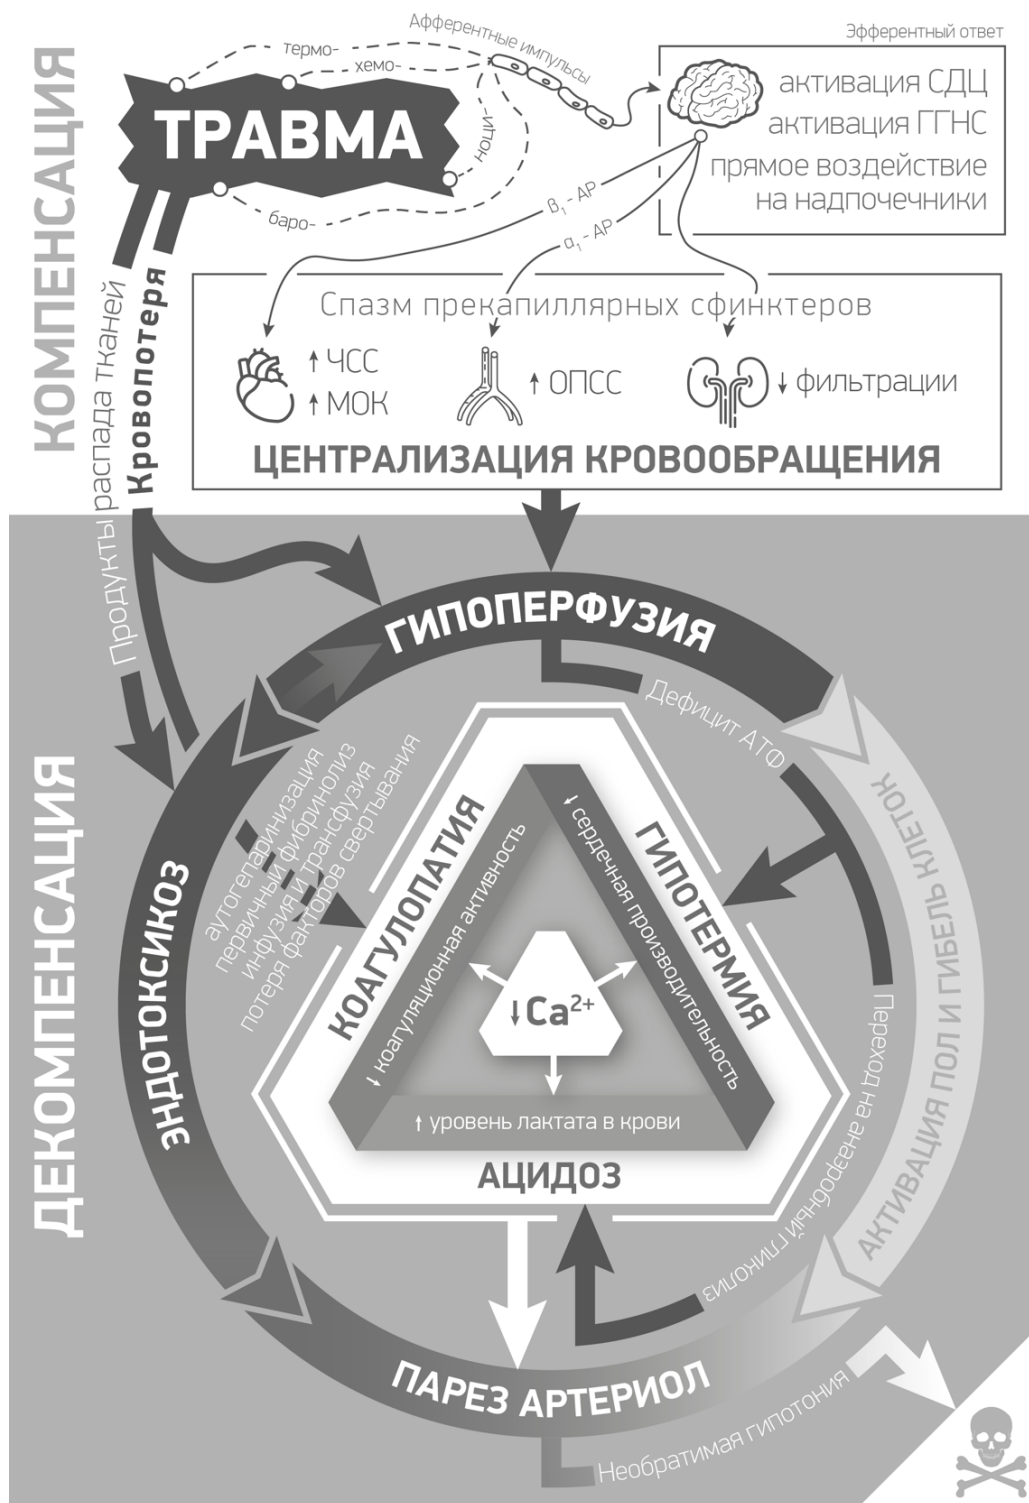 КОМПЕНСАЦИЯ
термо-
хемо-
ноци-
баро-
ТРАВМА
Афферентные импульсы
Эфферентный ответ
активация СДЦ
активация ГГНС
прямое воздействие
на надпочечники
β₁ - АР
α₁ - АР
Продукты распада тканей
Кровопотеря
Спазм прекапиллярных сфинктеров
↑ ЧСС
↑ МОК
↑ ОПСС
↓ фильтрации
ЦЕНТРАЛИЗАЦИЯ КРОВООБРАЩЕНИЯ
ДЕКОМПЕНСАЦИЯ
ГИПОПЕРФУЗИЯ
Дефицит АТФ
аутогепаринизация
первичный фибринолиз
инфузия и трансфузия
потеря факторов свертывания
ЭНДОТОКСИКОЗ
КОАГУЛОПАТИЯ
↓ коагуляционная активность
↓ сердечная производительность
ГИПОТЕРМИЯ
↓Ca²⁺
↑ уровень лактата в крови
АЦИДОЗ
Переход на анаэробный гликолиз
АКТИВАЦИЯ ПОЛ И ГИБЕЛЬ КЛЕТОК
ПАРЕЗ АРТЕРИОЛ
Необратимая гипотония